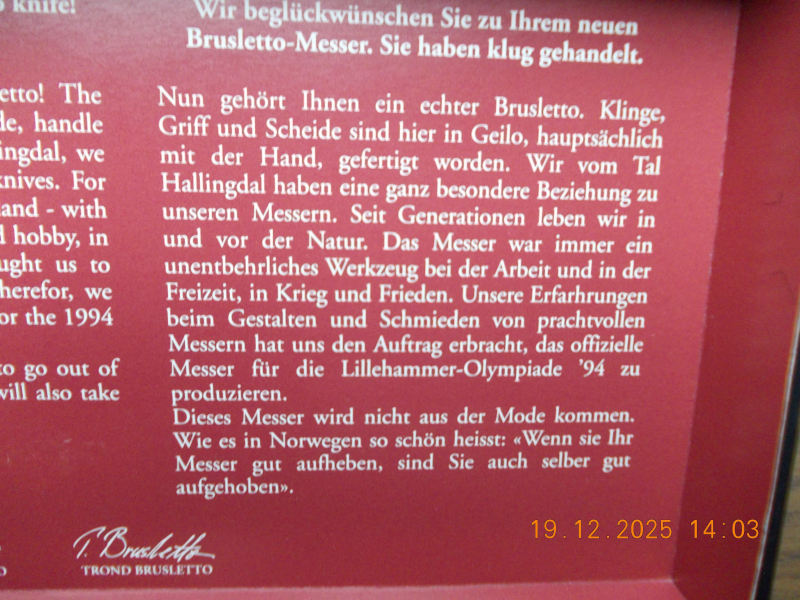 knife!
etto! The
de, handle
ingdal, we
knives. For
and - with
d hobby, in
ught us to
herefor, we
or the 1994
to go out of
will also take
Wir beglückwünschen Sie zu Ihrem neuen
Brusletto-Messer. Sie haben klug gehandelt.
Nun gehört Ihnen ein echter Brusletto. Klinge,
Griff und Scheide sind hier in Geilo, hauptsächlich
mit der Hand, gefertigt worden. Wir vom Tal
Hallingdal haben eine ganz besondere Beziehung zu
unseren Messern. Seit Generationen leben wir in
und vor der Natur. Das Messer war immer ein
unentbehrliches Werkzeug bei der Arbeit und in der
Freizeit, in Krieg und Frieden. Unsere Erfarhrungen
beim Gestalten und Schmieden von prachtvollen
Messern hat uns den Auftrag erbracht, das offizielle
Messer für die Lillehammer-Olympiade '94 zu
produzieren.
Dieses Messer wird nicht aus der Mode kommen.
Wie es in Norwegen so schön heisst: «Wenn sie Ihr
Messer gut aufheben, sind Sie auch selber gut
aufgehoben».
T. Brusletto
TROND BRUSLETTO
19.12.2025 14:03